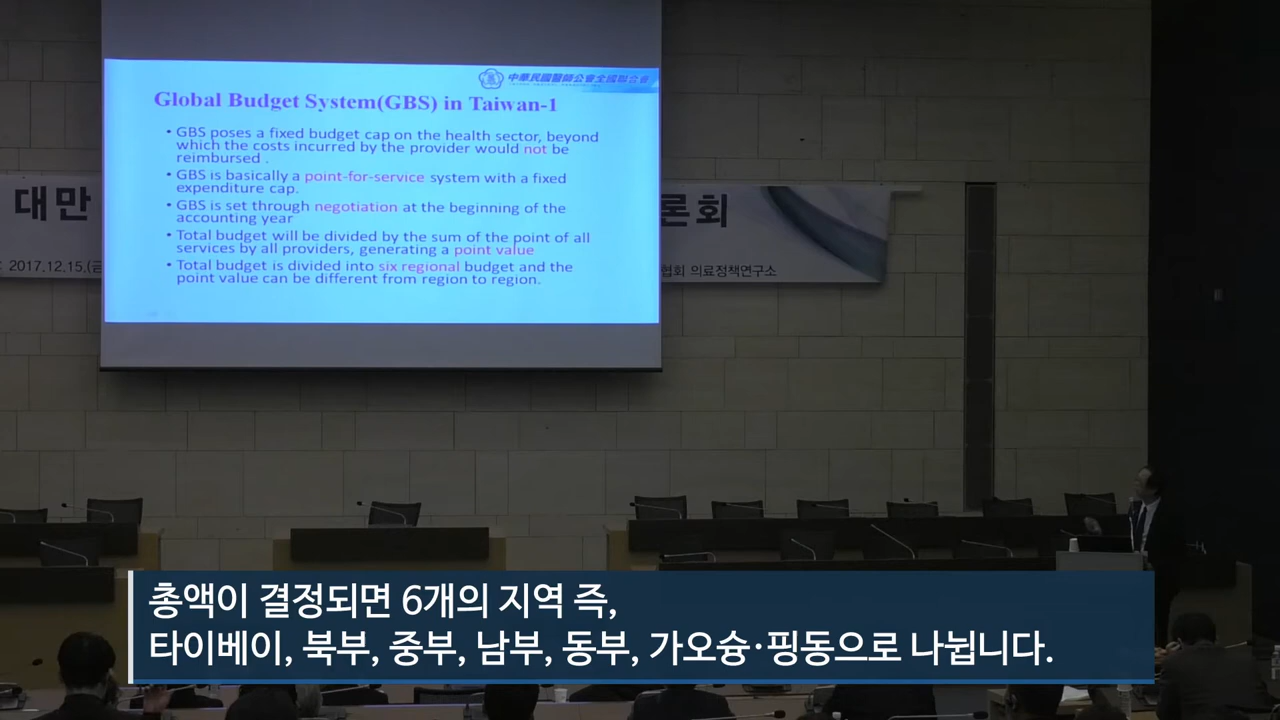 中華民國醫師公會全國聯合會
Global Budget System(GBS) in Taiwan-1
• GBS poses a fixed budget cap on the health sector, beyond
which the costs incurred by the provider would not be
reimbursed .
• GBS is basically a point-for-service system with a fixed
expenditure cap.
• GBS is set through negotiation at the beginning of the
accounting year
• Total budget will be divided by the sum of the point of all
services by all providers, generating a point value
• Total budget is divided into six regional budget and the
point value can be different from region to region.
대만
론회
: 2017.12.15.(금
협회 의료정책연구소
총액이 결정되면 6개의 지역 즉,
타이베이, 북부, 중부, 남부, 동부, 가오슝·핑동으로 나뉩니다.